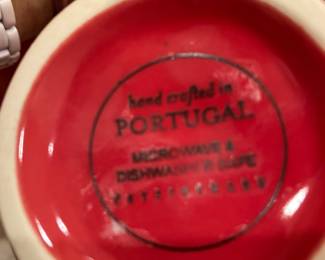 hand crafted in
PORTUGAL
MICROWAVE &
DISHWASHER SAFE